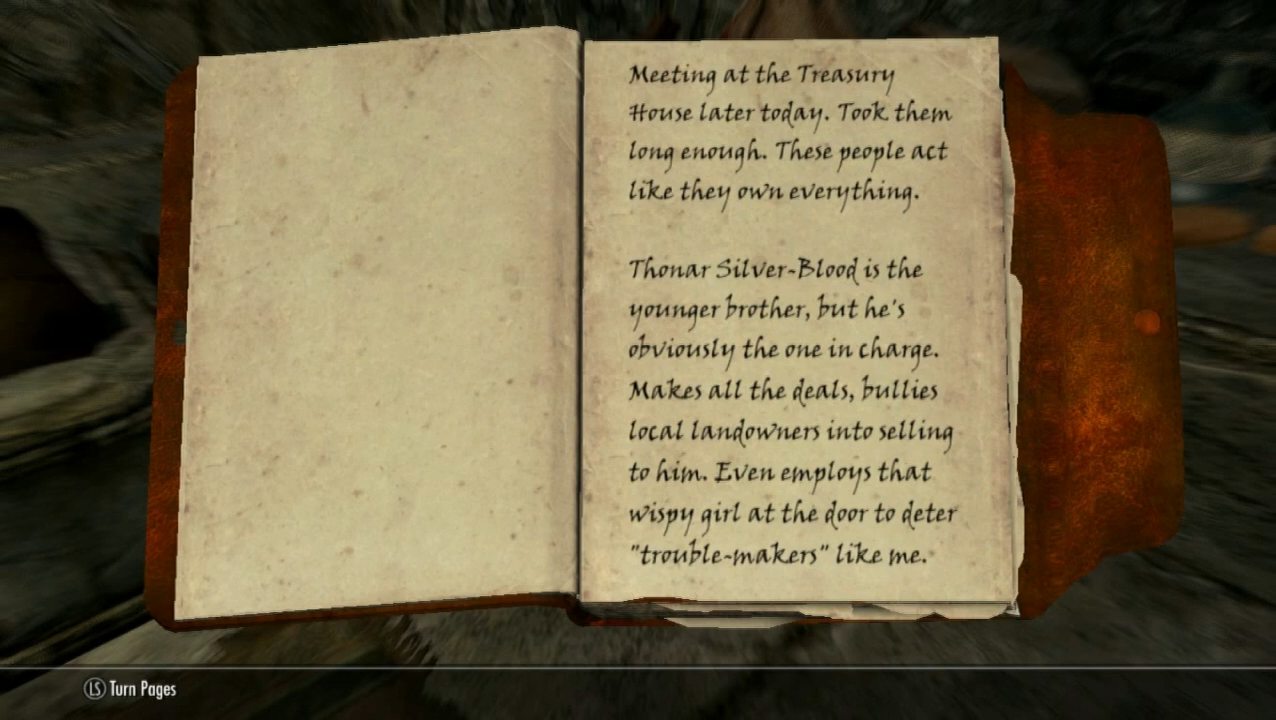 Meeting at the Treasury
House later today. Took them
long enough. These people act
like they own everything.
Thonar Silver-Blood is the
younger brother, but he's
obviously the one in charge.
Makes all the deals, bullies
local landowners into selling
to him. Even employs that
wispy girl at the door to deter
"trouble-makers" like me.
LS Turn Pages